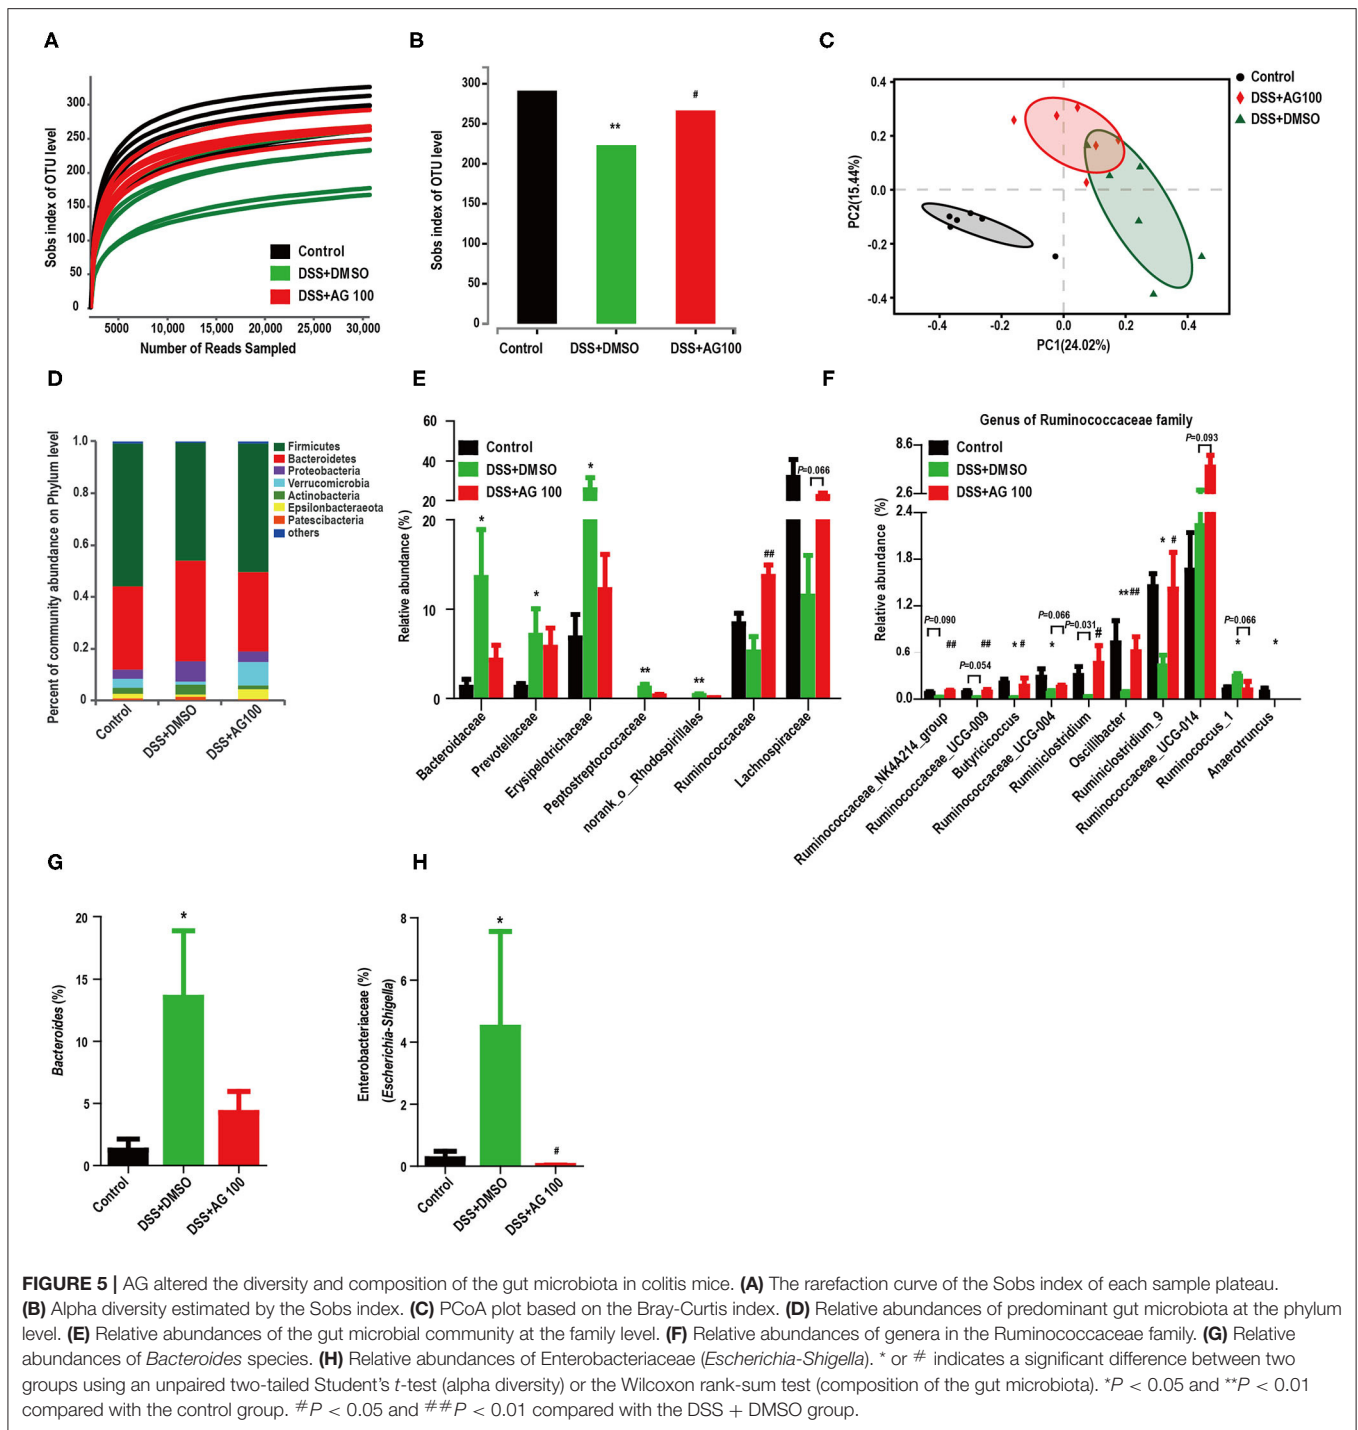 A
Sobs index of OTU level
300
250
200
150
100
50
0
Control
DSS+DMSO
DSS+AG 100
5000 10,000 15,000 20,000 25,000 30,000
Number of Reads Sampled
B
Sobs index of OTU level
300
250
200
150
100
50
0
**
#
Control DSS+DMSO DSS+AG100
C
Control
DSS+AG100
DSS+DMSO
PC2(15.44%)
0.4
0.2
0.0
-0.2
-0.4
-0.4 -0.2 0.0 0.2 0.4
PC1(24.02%)
D
Percent of community abundance on Phylum level
1.0
0.8
0.6
0.4
0.2
0
Firmicutes
Bacteroidetes
Proteobacteria
Verrucomicrobia
Actinobacteria
Epsilonbacteraeota
Patescibacteria
others
Control
DSS+DMSO
DSS+AG100
E
Relative abundance (%)
60
40
20
20
10
0
Control
DSS+DMSO
DSS+AG 100
*
*
*
**
**
##
P=0.066
Bacteroidaceae
Prevotellaceae
Erysipelotrichaceae
Peptostreptococcaceae
norank_o__Rhodospirillales
Ruminococcaceae
Lachnospiraceae
F
Genus of Ruminococcaceae family
Relative abundance (%)
8.6
2.6
2.4
1.8
1.2
0.6
0.0
Control
DSS+DMSO
DSS+AG 100
P=0.090
##
P=0.054
##
* #
P=0.066
*
P=0.031
#
** ##
* #
P=0.093
P=0.066
*
*
Ruminococcaceae_NK4A214_group
Ruminococcaceae_UCG-009
Butyricicoccus
Ruminococcaceae_UCG-004
Ruminiclostridium
Oscillibacter
Ruminiclostridium_9
Ruminococcaceae_UCG-014
Ruminococcus_1
Anaerotruncus
G
Bacteroides (%)
20
15
10
5
0
*
Control
DSS+DMSO
DSS+AG 100
H
Enterobacteriaceae (%)
(Escherichia-Shigella)
8
6
4
2
0
*
#
Control
DSS+DMSO
DSS+AG 100
FIGURE 5 | AG altered the diversity and composition of the gut microbiota in colitis mice. (A) The rarefaction curve of the Sobs index of each sample plateau.
(B) Alpha diversity estimated by the Sobs index. (C) PCoA plot based on the Bray-Curtis index. (D) Relative abundances of predominant gut microbiota at the phylum
level. (E) Relative abundances of the gut microbial community at the family level. (F) Relative abundances of genera in the Ruminococcaceae family. (G) Relative
abundances of Bacteroides species. (H) Relative abundances of Enterobacteriaceae (Escherichia-Shigella). * or # indicates a significant difference between two
groups using an unpaired two-tailed Student's t-test (alpha diversity) or the Wilcoxon rank-sum test (composition of the gut microbiota). *P < 0.05 and **P < 0.01
compared with the control group. #P < 0.05 and ##P < 0.01 compared with the DSS + DMSO group.